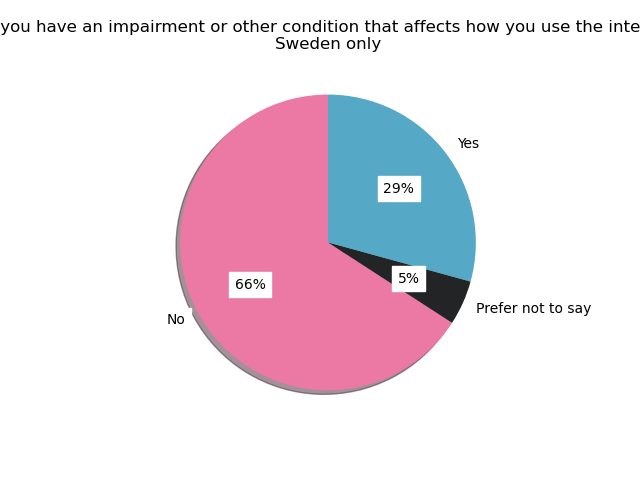 you have an impairment or other condition that affects how you use the inte
Sweden only
Yes
29%
5%
66%
Prefer not to say
No